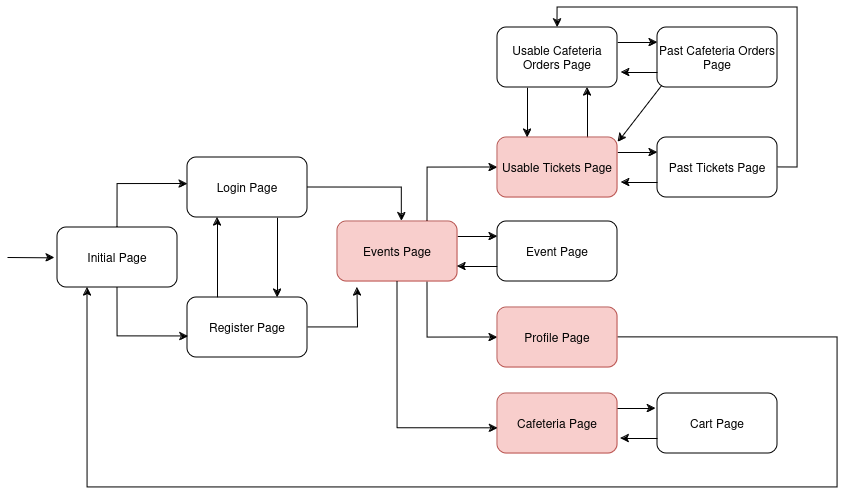 Usable Cafeteria
Orders Page
Past Cafeteria Orders
Page
Login Page
Usable Tickets Page
Past Tickets Page
Initial Page
Events Page
Event Page
Register Page
Profile Page
Cafeteria Page
Cart Page